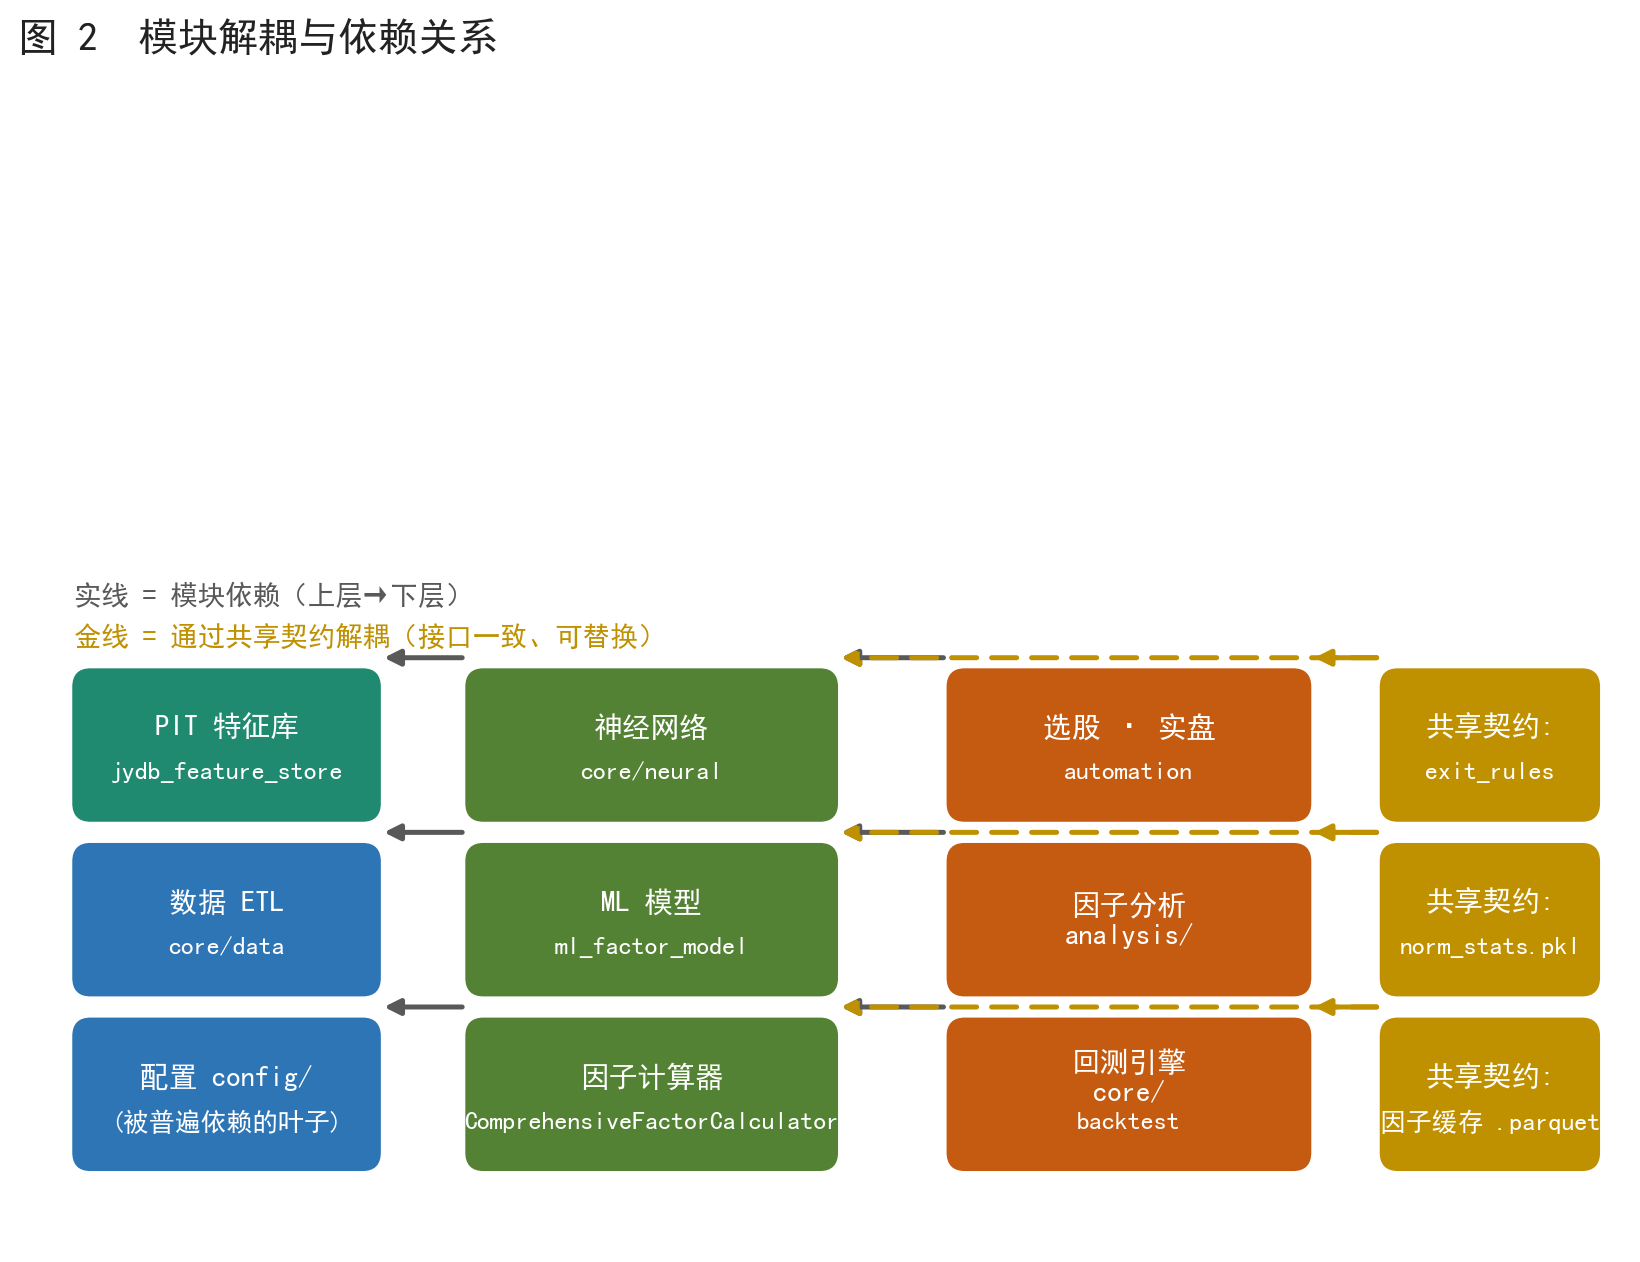 图 2  模块解耦与依赖关系
实线 = 模块依赖（上层→下层）
金线 = 通过共享契约解耦（接口一致、可替换）
PIT 特征库
jydb_feature_store
神经网络
core/neural
选股 · 实盘
automation
共享契约:
exit_rules
数据 ETL
core/data
ML 模型
ml_factor_model
因子分析
analysis/
共享契约:
norm_stats.pkl
配置 config/
(被普遍依赖的叶子)
因子计算器
ComprehensiveFactorCalculator
回测引擎
core/
backtest
共享契约:
因子缓存 .parquet